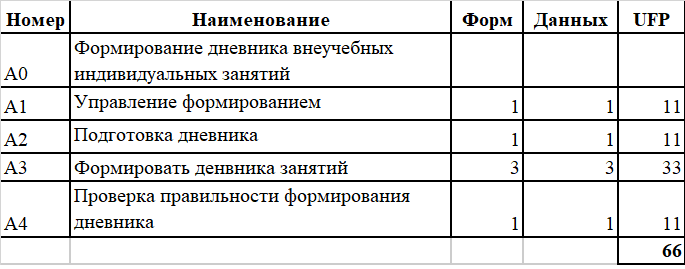 Номер Наименование Форм Данных UFP
Формирование дневника внеучебных
A0 индивидуальных занятий
A1 Управление формированием 1 1 11
A2 Подготовка дневника 1 1 11
A3 Формировать денвника занятий 3 3 33
Проверка правильности формирования
A4 дневника 1 1 11
66